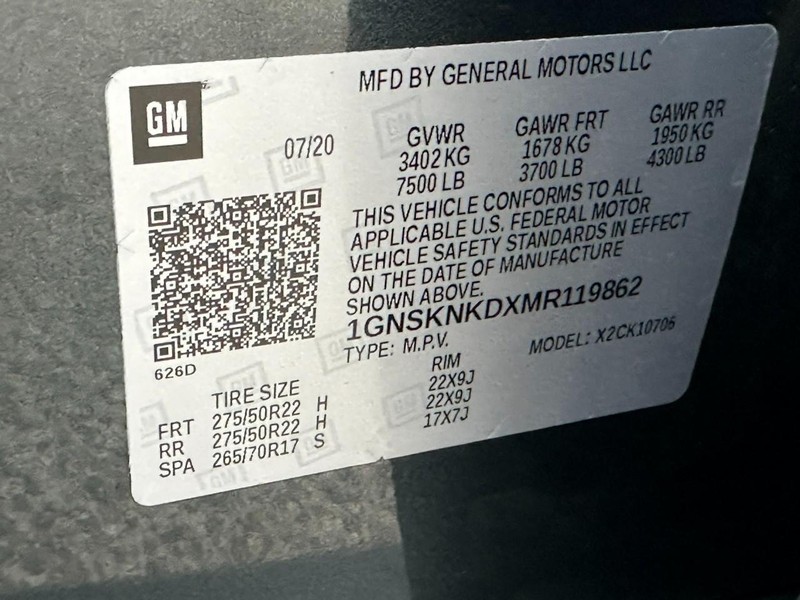 GM
MFD BY GENERAL MOTORS LLC
07/20
GVWR GAWR FRT GAWR RR
3402 KG 1678 KG 1950 KG
7500 LB 3700 LB 4300 LB
THIS VEHICLE CONFORMS TO ALL
APPLICABLE U.S. FEDERAL MOTOR
VEHICLE SAFETY STANDARDS IN EFFECT
ON THE DATE OF MANUFACTURE
SHOWN ABOVE.
1GNSKNKDXMR119862
TYPE: M.P.V. MODEL: X2CK10706
626D
TIRE SIZE RIM
FRT 275/50R22 H 22X9J
RR 275/50R22 H 22X9J
SPA 265/70R17 S 17X7J